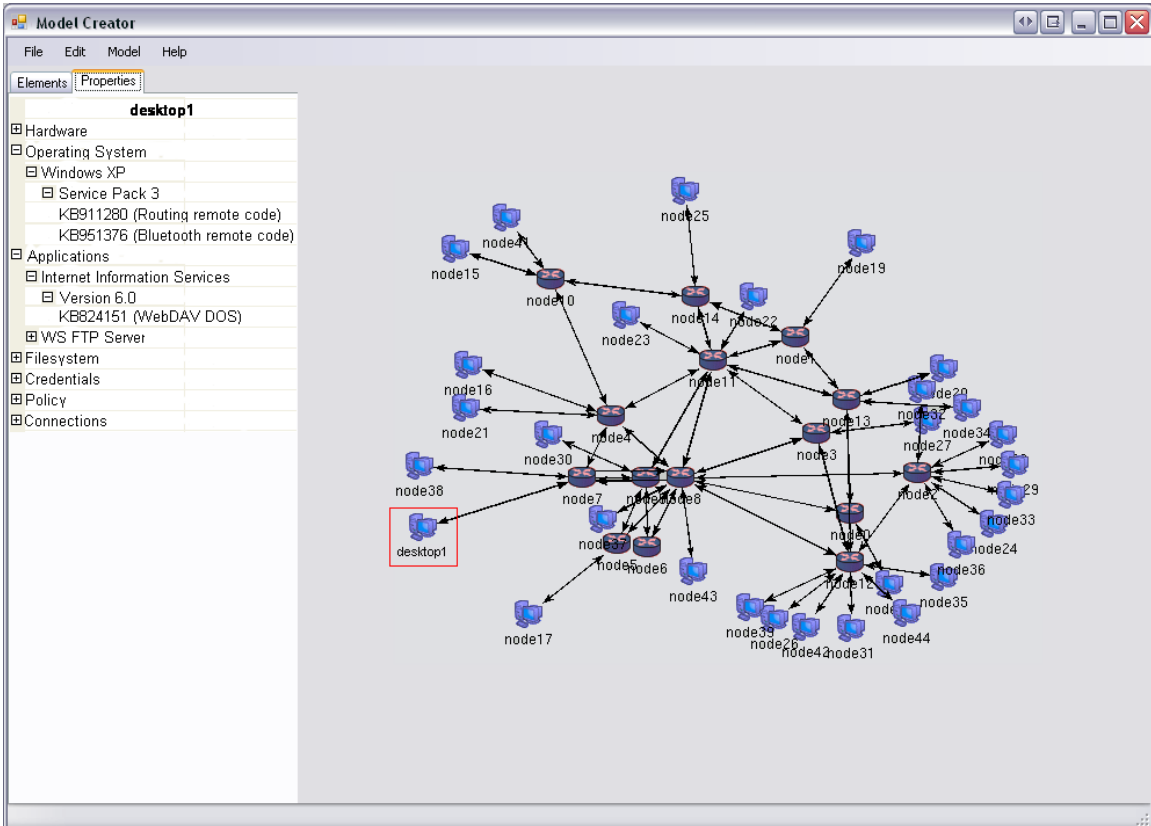 Model Creator
File Edit Model Help
Elements Properties
desktop1
Hardware
Operating System
Windows XP
Service Pack 3
KB911280 (Routing remote code)
KB951376 (Bluetooth remote code)
Applications
Internet Information Services
Version 6.0
KB824151 (WebDAV DOS)
WS FTP Server
Filesystem
Credentials
Policy
Connections
node25
node41
node15
node19
node10
node14
node22
node23
node1
node11
node16
node20
node13
node32
node21
node4
node3
node34
node27
node30
node38
node7
node8
node2
node29
node33
node37
node0
desktop1
node24
node5
node6
node36
node12
node43
node35
node17
node39
node26
node42
node31
node44